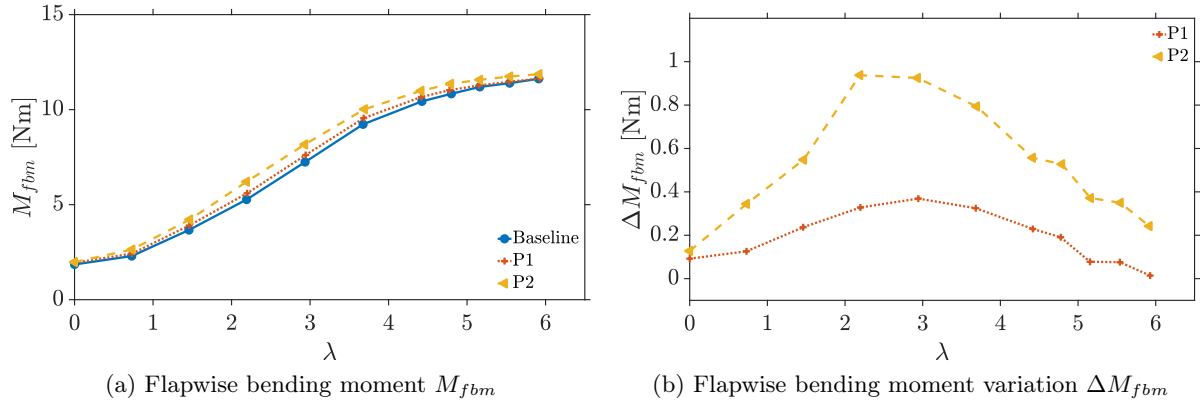 15
10
5
0
M_{fbm} [Nm]
Baseline
P1
P2
0 1 2 3 4 5 6
λ
(a) Flapwise bending moment M_{fbm}
P1
P2
1
0.8
0.6
0.4
0.2
0
ΔM_{fbm} [Nm]
0 1 2 3 4 5 6
λ
(b) Flapwise bending moment variation ΔM_{fbm}